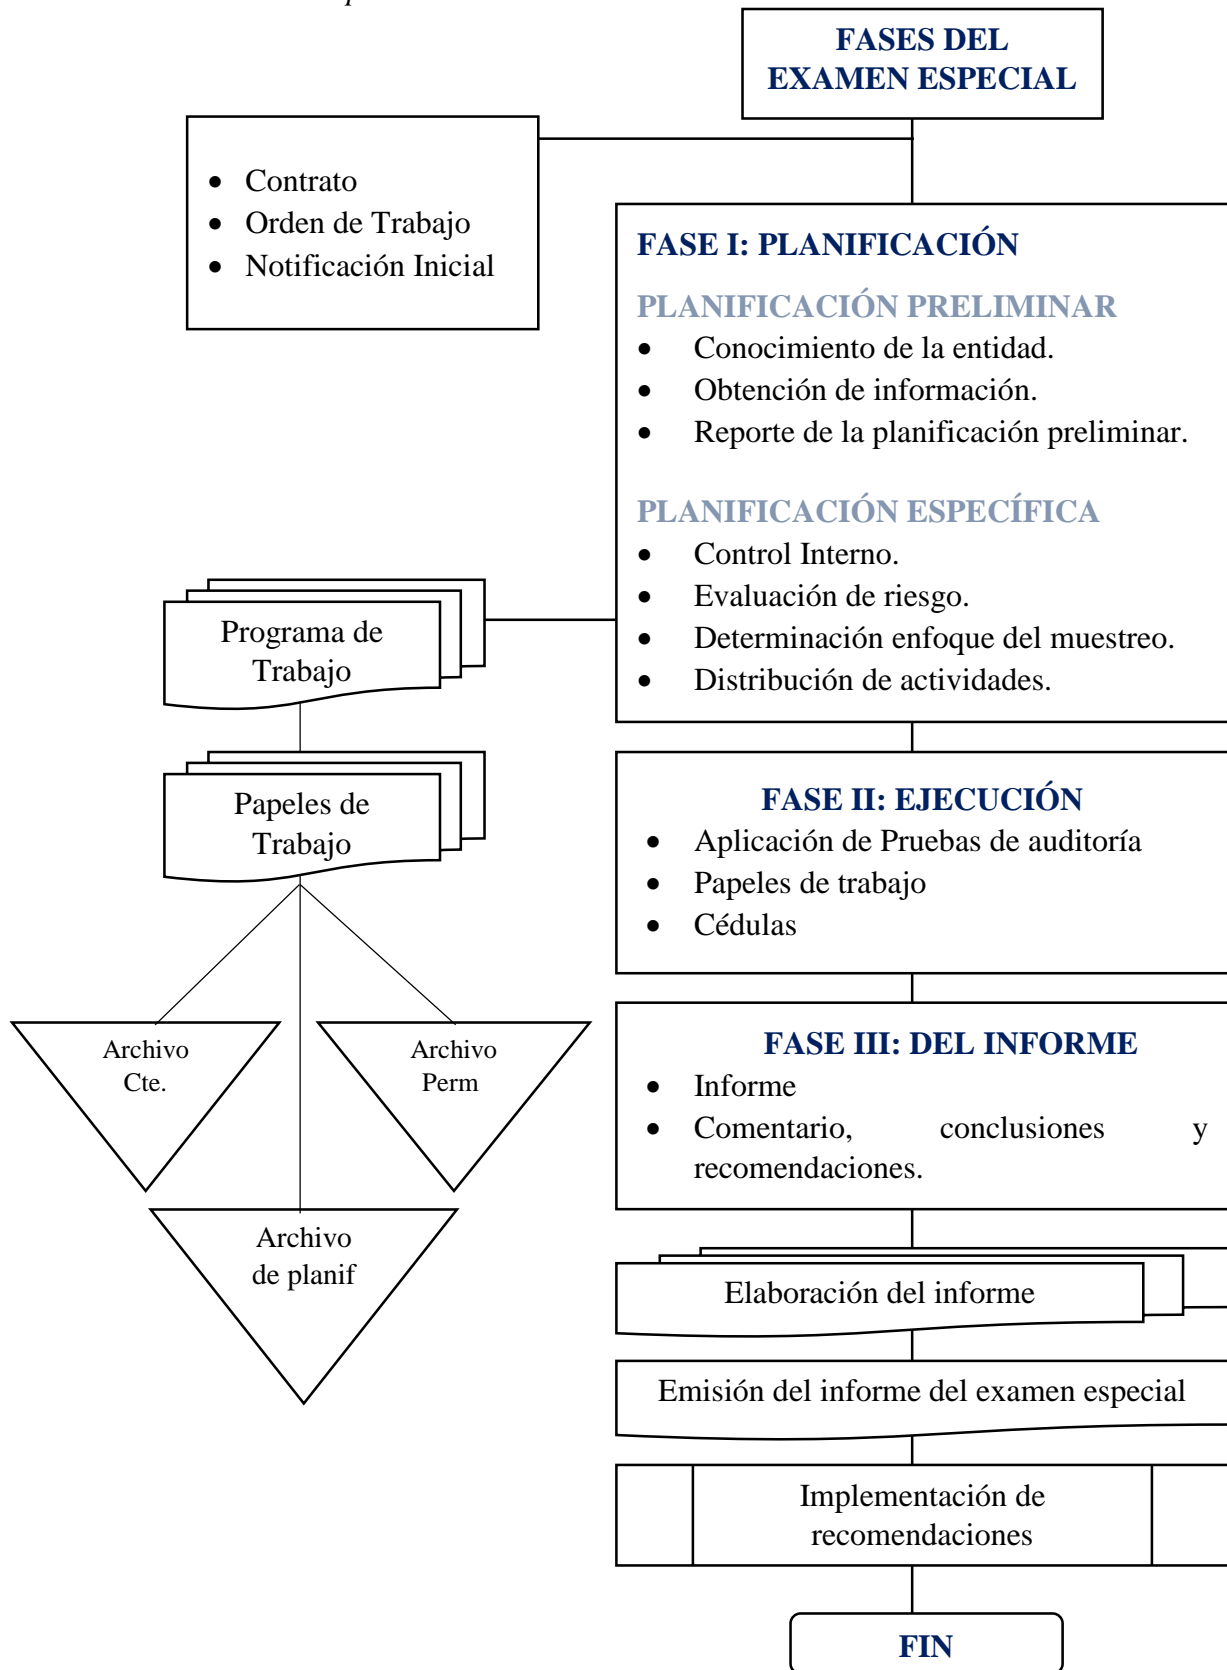 FASES DEL
EXAMEN ESPECIAL
• Contrato
• Orden de Trabajo
• Notificación Inicial
FASE I: PLANIFICACIÓN
PLANIFICACIÓN PRELIMINAR
• Conocimiento de la entidad.
• Obtención de información.
• Reporte de la planificación preliminar.
PLANIFICACIÓN ESPECÍFICA
• Control Interno.
• Evaluación de riesgo.
• Determinación enfoque del muestreo.
• Distribución de actividades.
Programa de
Trabajo
Papeles de
Trabajo
Archivo
Cte.
Archivo
Perm
Archivo
de planif
FASE II: EJECUCIÓN
• Aplicación de Pruebas de auditoría
• Papeles de trabajo
• Cédulas
FASE III: DEL INFORME
• Informe
• Comentario, conclusiones y
recomendaciones.
Elaboración del informe
Emisión del informe del examen especial
Implementación de
recomendaciones
FIN